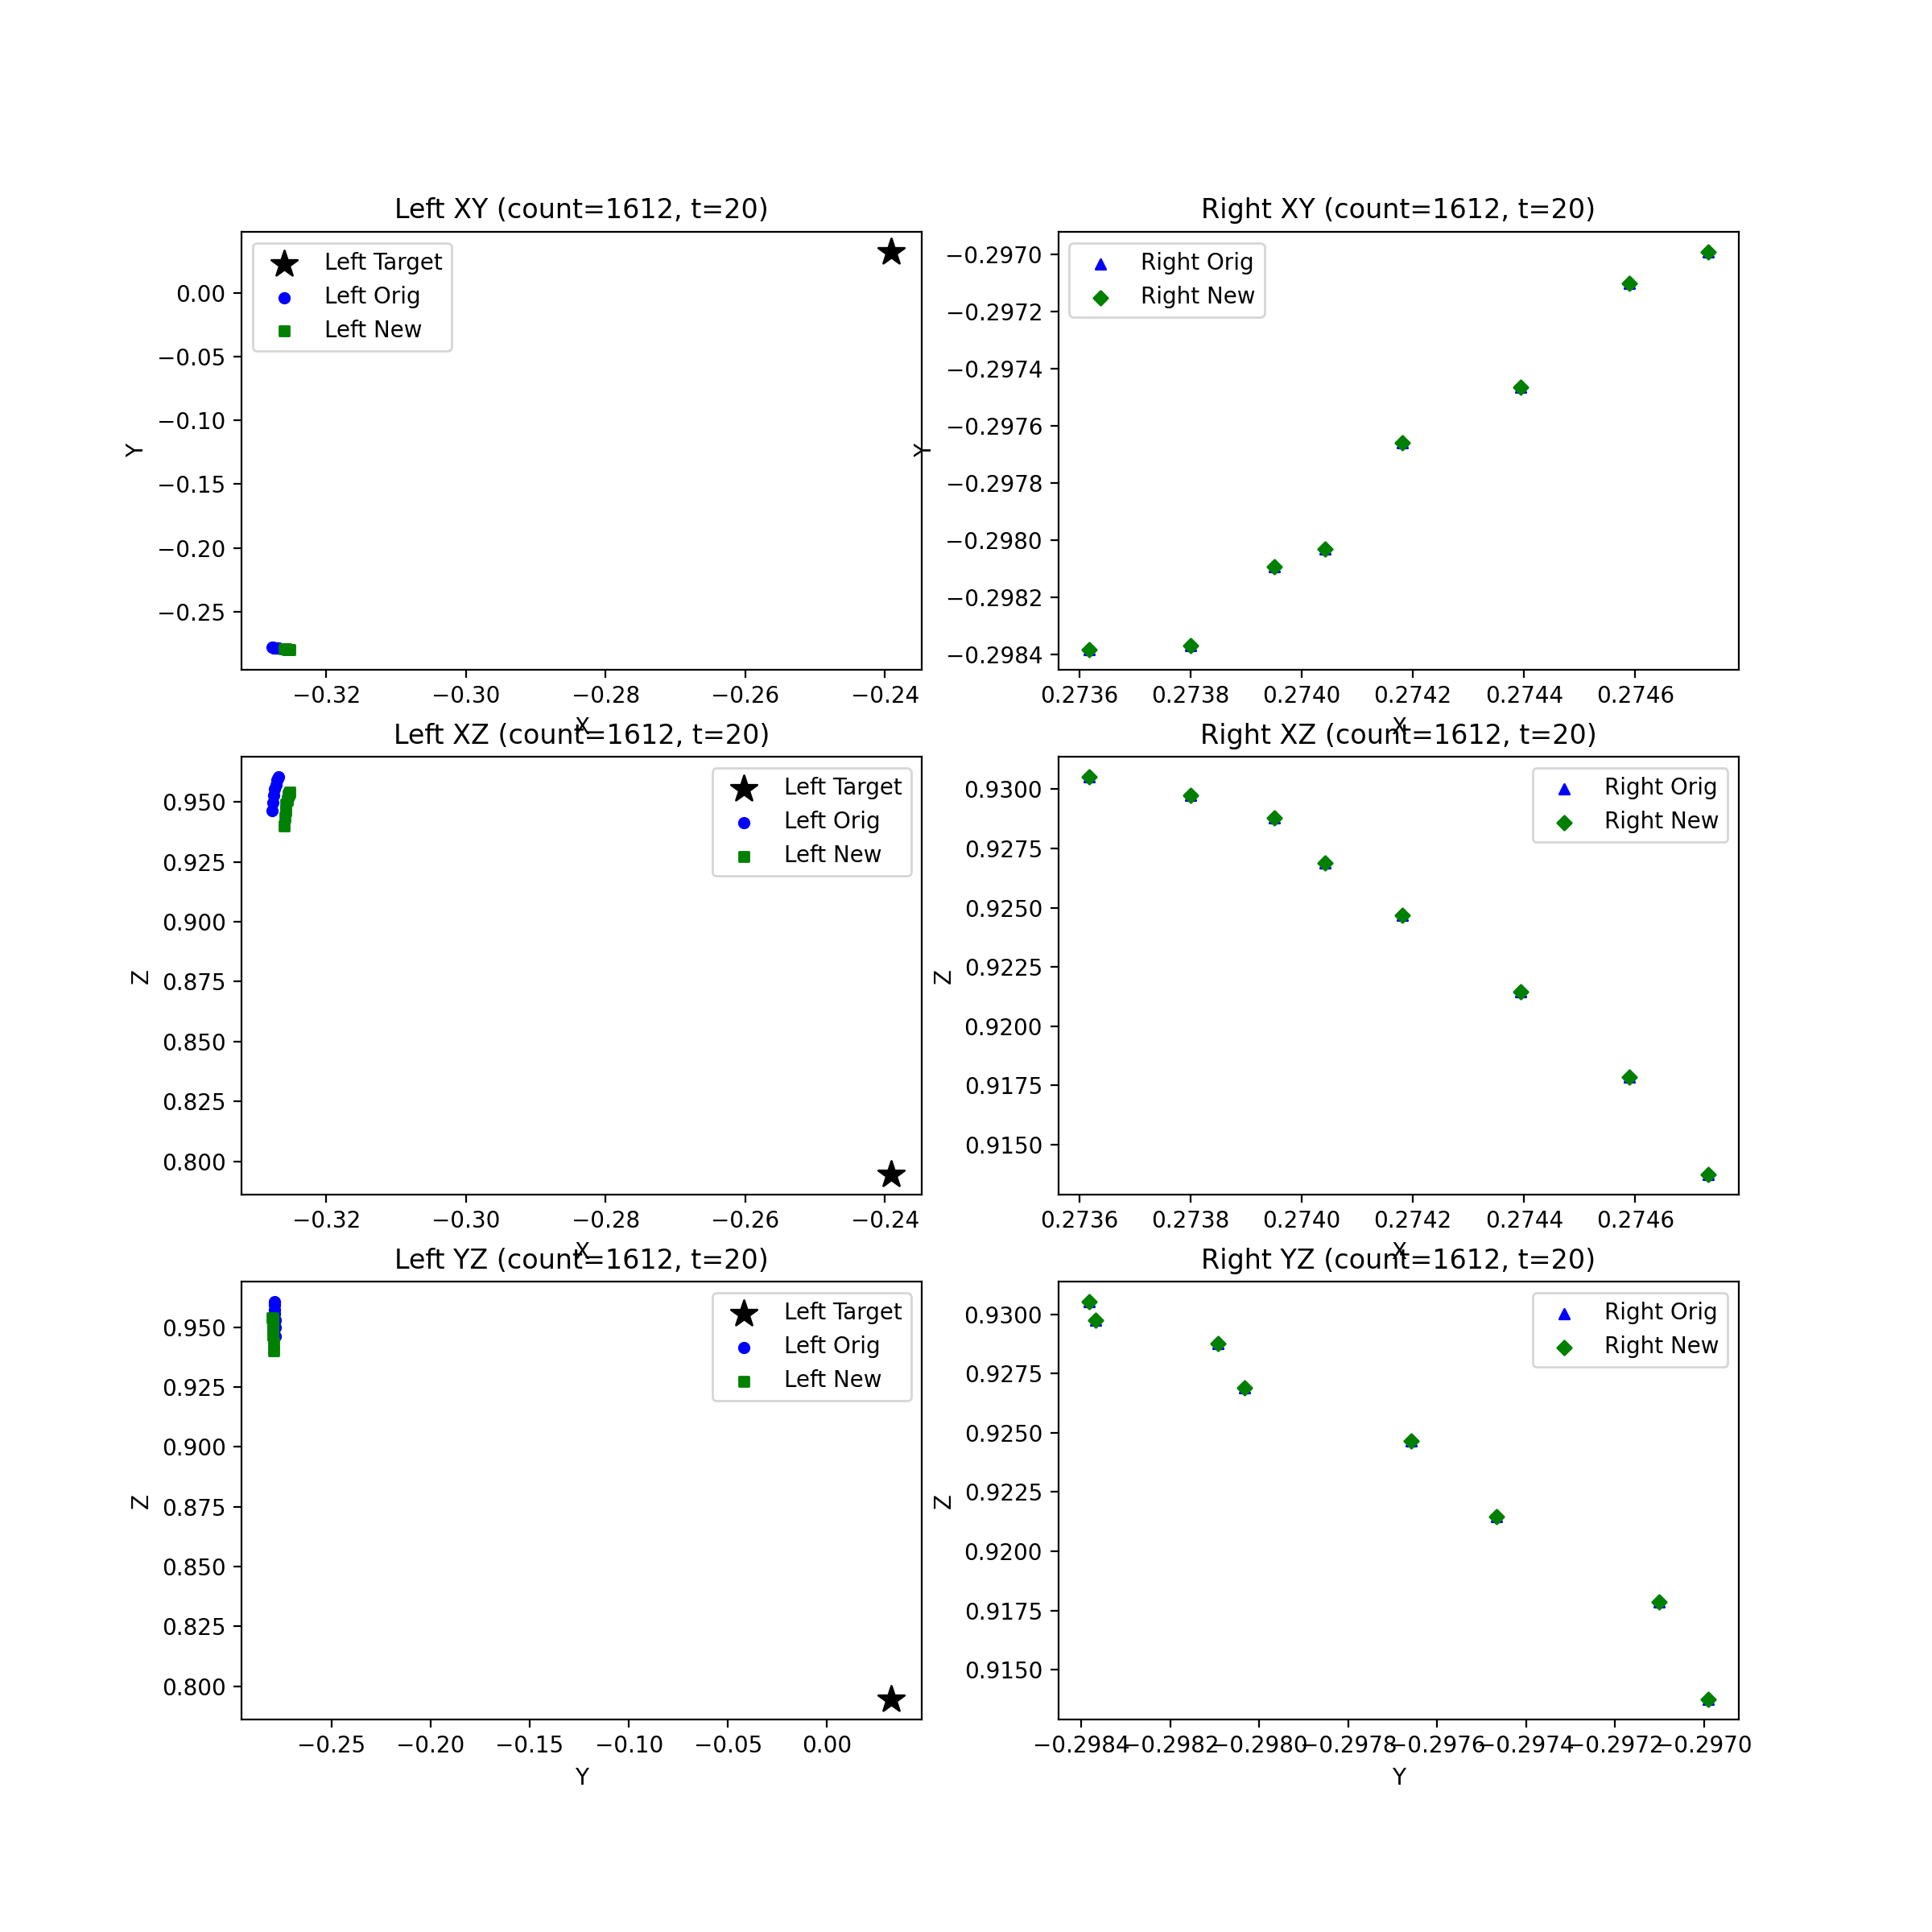 Left XY (count=1612, t=20)
Left Target
Left Orig
Left New
0.00
−0.05
−0.10
−0.15
−0.20
−0.25
Y
−0.32 −0.30 −0.28 −0.26 −0.24
X
Right XY (count=1612, t=20)
Right Orig
Right New
−0.2970
−0.2972
−0.2974
−0.2976
−0.2978
−0.2980
−0.2982
−0.2984
Y
0.2736 0.2738 0.2740 0.2742 0.2744 0.2746
X
Left XZ (count=1612, t=20)
Left Target
Left Orig
Left New
0.950
0.925
0.900
0.875
0.850
0.825
0.800
Z
−0.32 −0.30 −0.28 −0.26 −0.24
X
Right XZ (count=1612, t=20)
Right Orig
Right New
0.9300
0.9275
0.9250
0.9225
0.9200
0.9175
0.9150
Z
0.2736 0.2738 0.2740 0.2742 0.2744 0.2746
X
Left YZ (count=1612, t=20)
Left Target
Left Orig
Left New
0.950
0.925
0.900
0.875
0.850
0.825
0.800
Z
−0.25 −0.20 −0.15 −0.10 −0.05 0.00
Y
Right YZ (count=1612, t=20)
Right Orig
Right New
0.9300
0.9275
0.9250
0.9225
0.9200
0.9175
0.9150
Z
−0.2984 −0.2982 −0.2980 −0.2978 −0.2976 −0.2974 −0.2972 −0.2970
Y